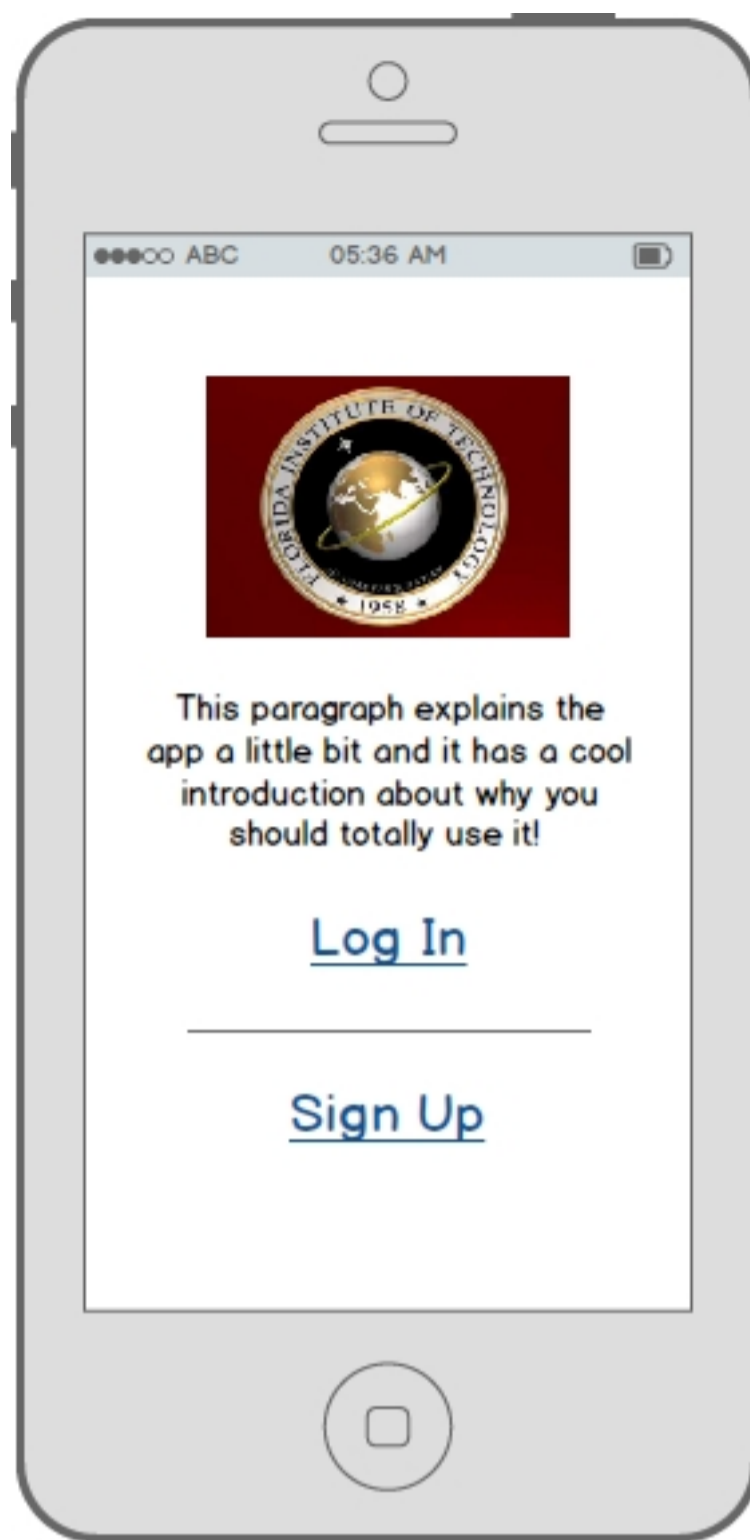 ABC 05:36 AM
FLORIDA INSTITUTE OF TECHNOLOGY
1958
This paragraph explains the
app a little bit and it has a cool
introduction about why you
should totally use it!
Log In
Sign Up